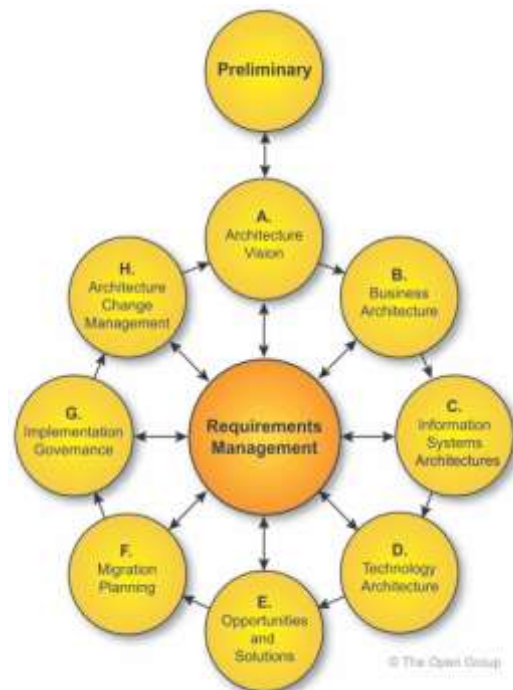 Preliminary
A.
Architecture
Vision
B.
Business
Architecture
C.
Information
Systems
Architectures
D.
Technology
Architecture
E.
Opportunities
and
Solutions
F.
Migration
Planning
G.
Implementation
Governance
H.
Architecture
Change
Management
Requirements
Management
© The Open Group